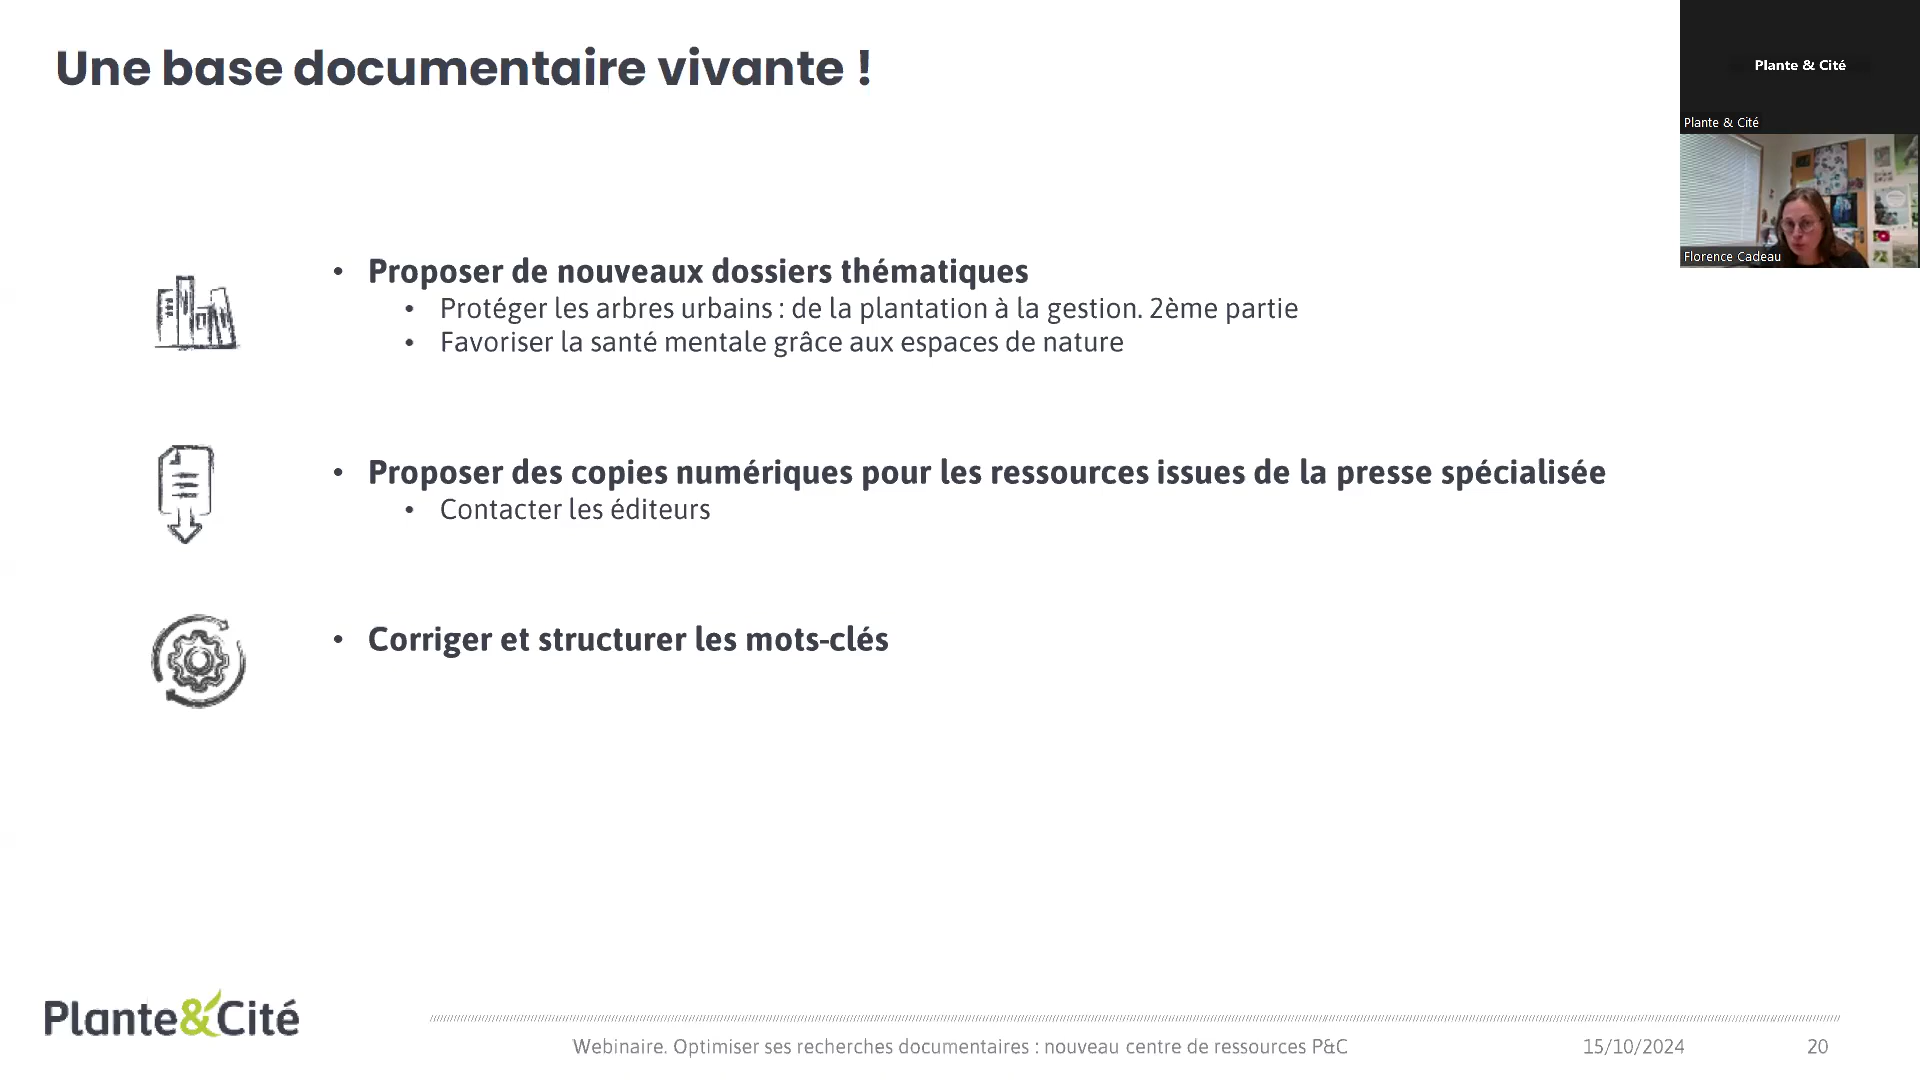 Une base documentaire vivante !
Plante & Cité
Plante & Cité
Florence Cadeau
• Proposer de nouveaux dossiers thématiques
• Protéger les arbres urbains : de la plantation à la gestion. 2ème partie
• Favoriser la santé mentale grâce aux espaces de nature
• Proposer des copies numériques pour les ressources issues de la presse spécialisée
• Contacter les éditeurs
• Corriger et structurer les mots-clés
Plante&Cité
Webinaire. Optimiser ses recherches documentaires : nouveau centre de ressources P&C
15/10/2024
20